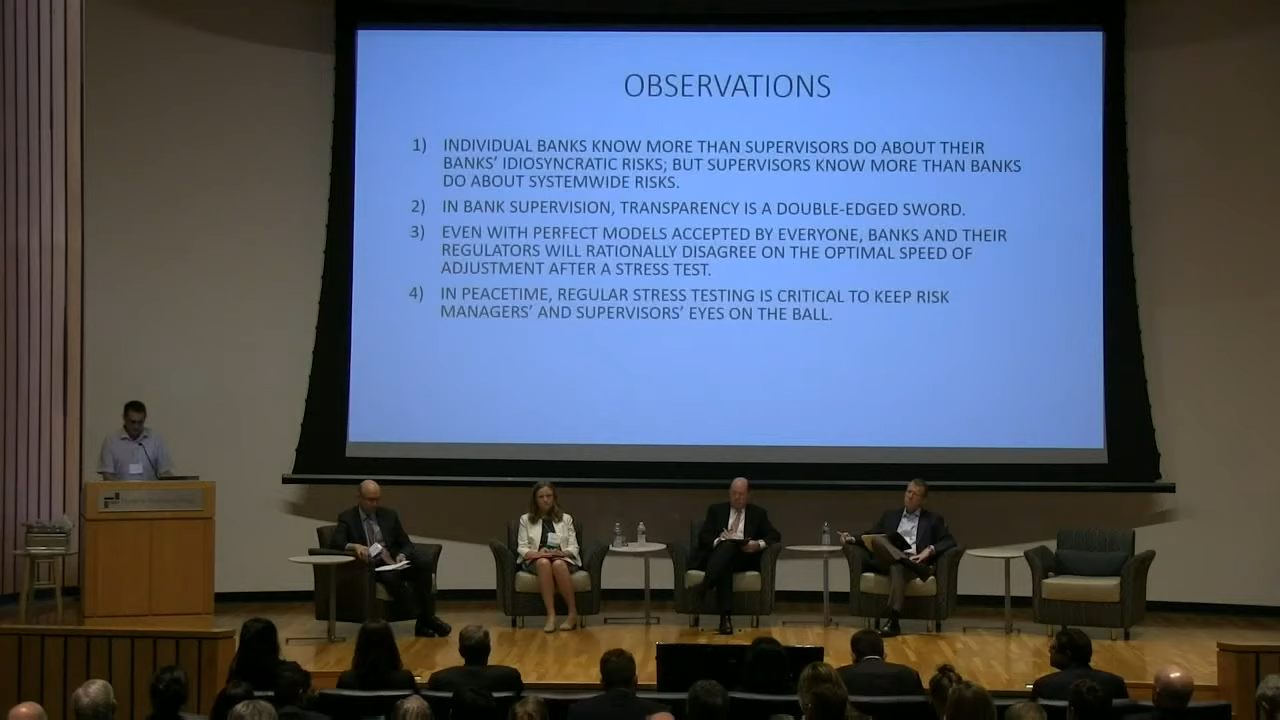 OBSERVATIONS
1) INDIVIDUAL BANKS KNOW MORE THAN SUPERVISORS DO ABOUT THEIR
BANKS' IDIOSYNCRATIC RISKS; BUT SUPERVISORS KNOW MORE THAN BANKS
DO ABOUT SYSTEMWIDE RISKS.
2) IN BANK SUPERVISION, TRANSPARENCY IS A DOUBLE-EDGED SWORD.
3) EVEN WITH PERFECT MODELS ACCEPTED BY EVERYONE, BANKS AND THEIR
REGULATORS WILL RATIONALLY DISAGREE ON THE OPTIMAL SPEED OF
ADJUSTMENT AFTER A STRESS TEST.
4) IN PEACETIME, REGULAR STRESS TESTING IS CRITICAL TO KEEP RISK
MANAGERS' AND SUPERVISORS' EYES ON THE BALL.